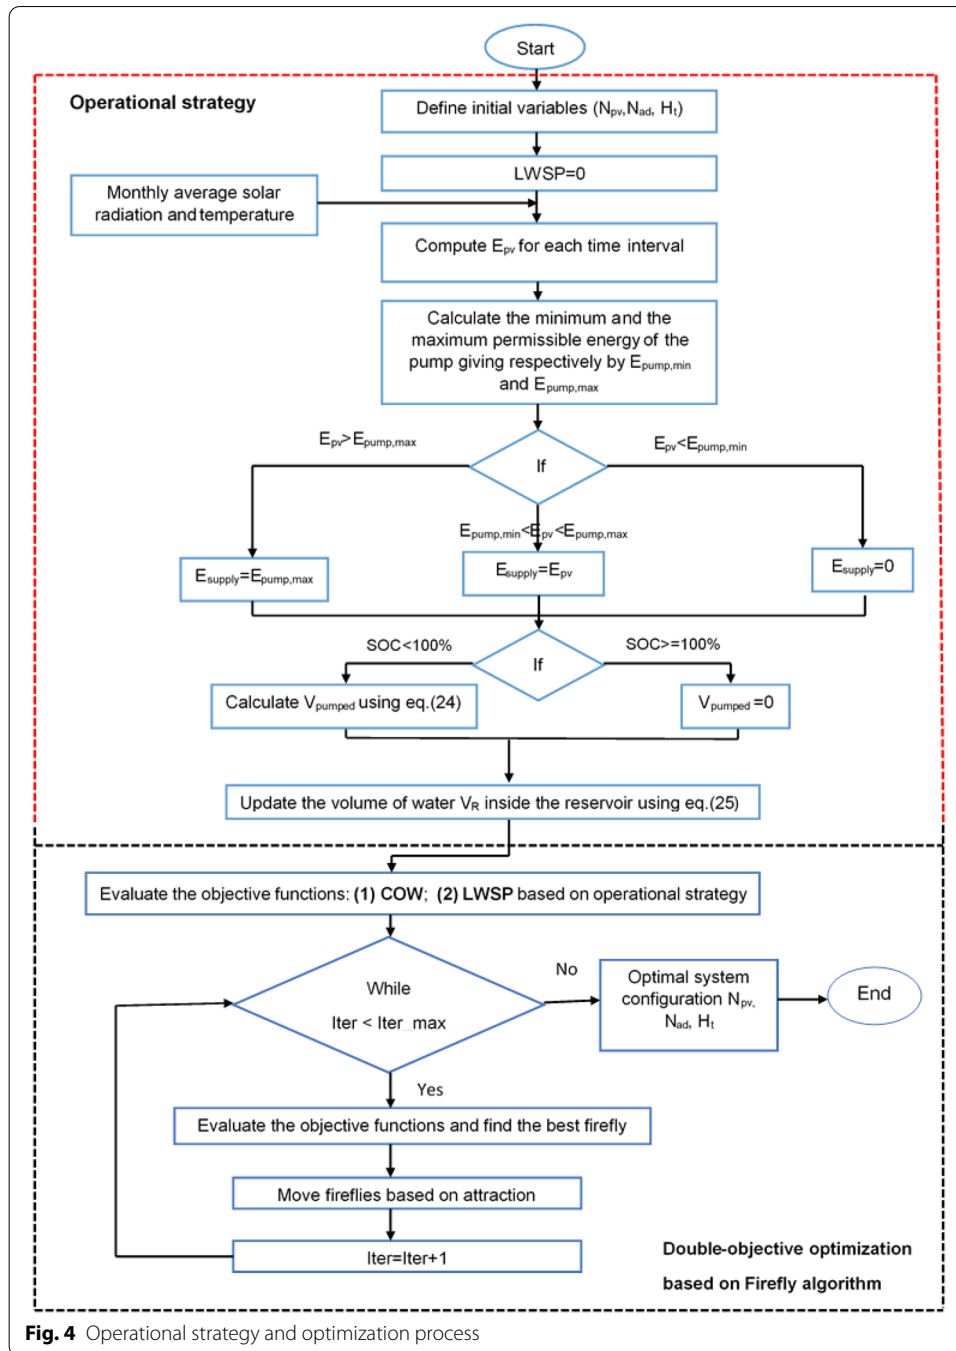 Start
Operational strategy
Define initial variables (Npv,Nad, Ht)
LWSP=0
Monthly average solar
radiation and temperature
Compute Epv for each time interval
Calculate the minimum and the
maximum permissible energy of the
pump giving respectively by Epump,min
and Epump,max
Epv>Epump,max
If
Epv<Epump,min
Epump,min<Epv<Epump,max
Esupply=Epump,max
Esupply=Epv
Esupply=0
SOC<100%
If
SOC>=100%
Calculate Vpumped using eq.(24)
Vpumped =0
Update the volume of water VR inside the reservoir using eq.(25)
Evaluate the objective functions: (1) COW; (2) LWSP based on operational strategy
While
Iter < Iter_max
No
Optimal system
configuration Npv,
Nad, Ht
End
Yes
Evaluate the objective functions and find the best firefly
Move fireflies based on attraction
Iter=Iter+1
Double-objective optimization
based on Firefly algorithm
Fig. 4 Operational strategy and optimization process